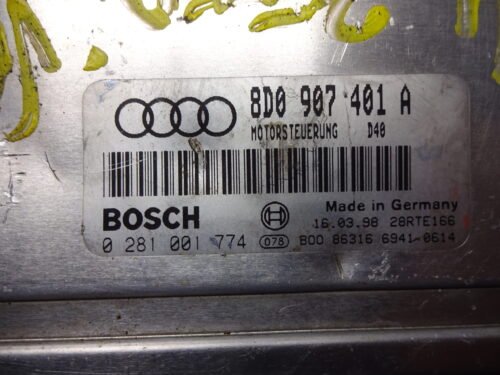 8D0 907 401 A
MOTORSTEUERUNG D40
BOSCH
Made in Germany
16.03.98 28RTE166
0 281 001 774 078 B00 86316 6941-0614